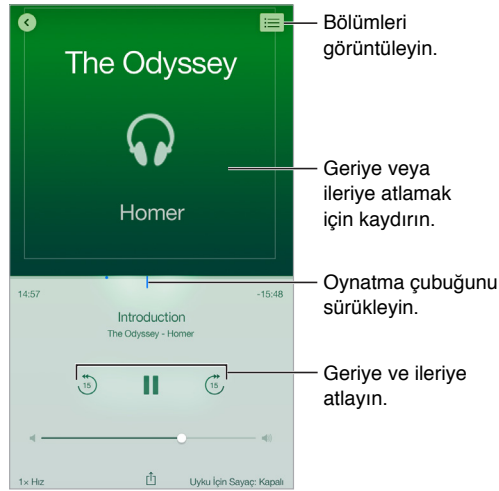 The Odyssey
Homer
Bölümleri
görüntüleyin.
Geriye veya
ileriye atlamak
için kaydırın.
14:57
-15:48
Oynatma çubuğunu
sürükleyin.
Introduction
The Odyssey - Homer
15
15
Geriye ve ileriye
atlayın.
1× Hız
Uyku İçin Sayaç: Kapalı